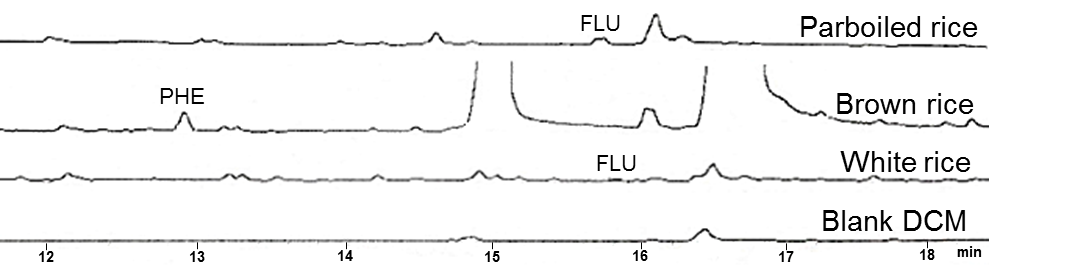 FLU Parboiled rice
PHE Brown rice
FLU White rice
Blank DCM
12 13 14 15 16 17 18 min